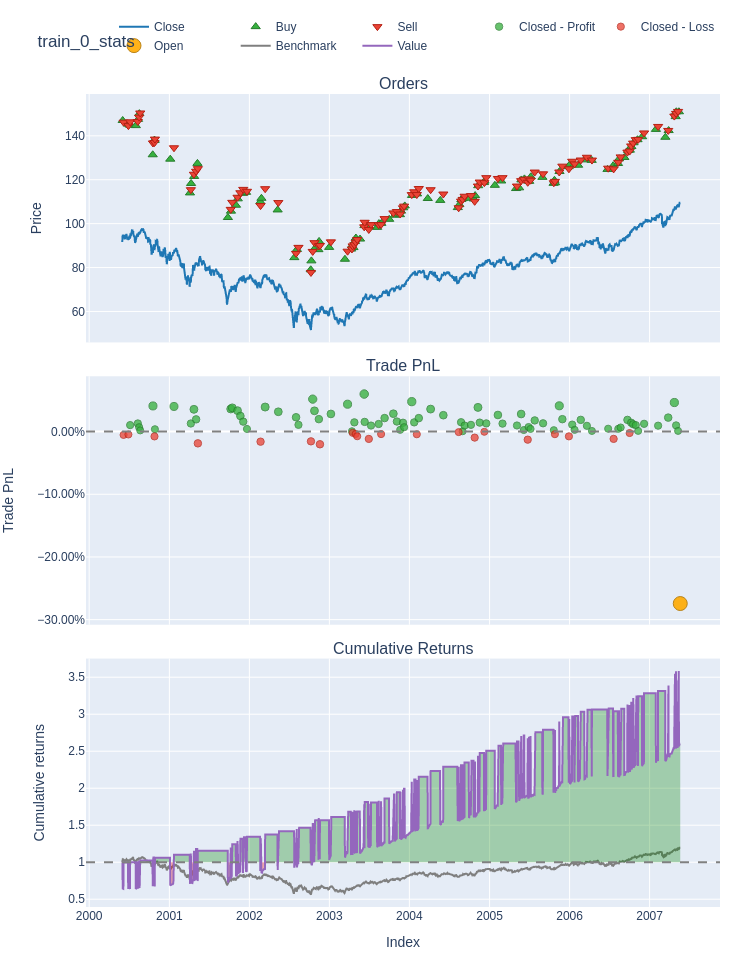 train_0_stats
Close
Buy
Sell
Closed - Profit
Closed - Loss
Open
Benchmark
Value
Orders
Price
140
120
100
80
60
Trade PnL
Trade PnL
0.00%
−10.00%
−20.00%
−30.00%
Cumulative Returns
Cumulative returns
3.5
3
2.5
2
1.5
1
0.5
2000 2001 2002 2003 2004 2005 2006 2007
Index